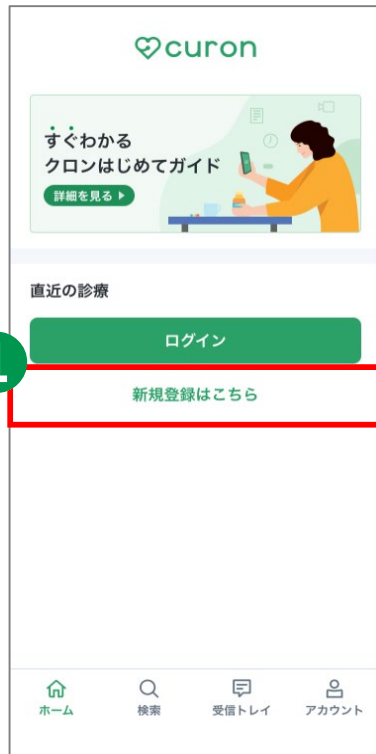 curon
すぐわかる
クロンはじめてガイド
詳細を見る
直近の診療
ログイン
新規登録はこちら
ホーム
検索
受信トレイ
アカウント